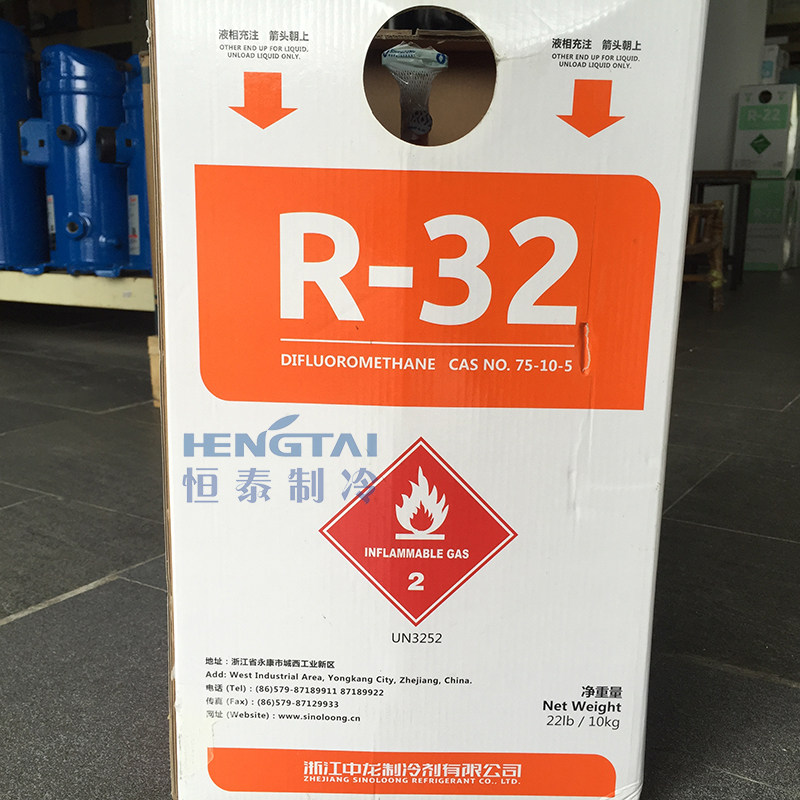 液相充注 箭头朝上
OTHER END UP FOR LIQUID.
UNLOAD LIQUID ONLY.
液相充注 箭头朝上
OTHER END UP FOR LIQUID.
UNLOAD LIQUID ONLY.
R-22
R-32
DIFLUOROMETHANE CAS NO. 75-10-5
HENGTAI
恒泰制冷
INFLAMMABLE GAS
2
UN3252
地址：浙江省永康市城西工业新区
Add: West Industrial Area, Yongkang City, Zhejiang, China.
电话 (Tel)：(86)579-87189911 87189922
传真 (Fax)：(86)579-87129933
网址 (Website)：www.sinoloong.cn
净重量
Net Weight
22lb / 10kg
浙江中龙制冷剂有限公司
ZHEJIANG SINOLOONG REFRIGERANT CO., LTD.